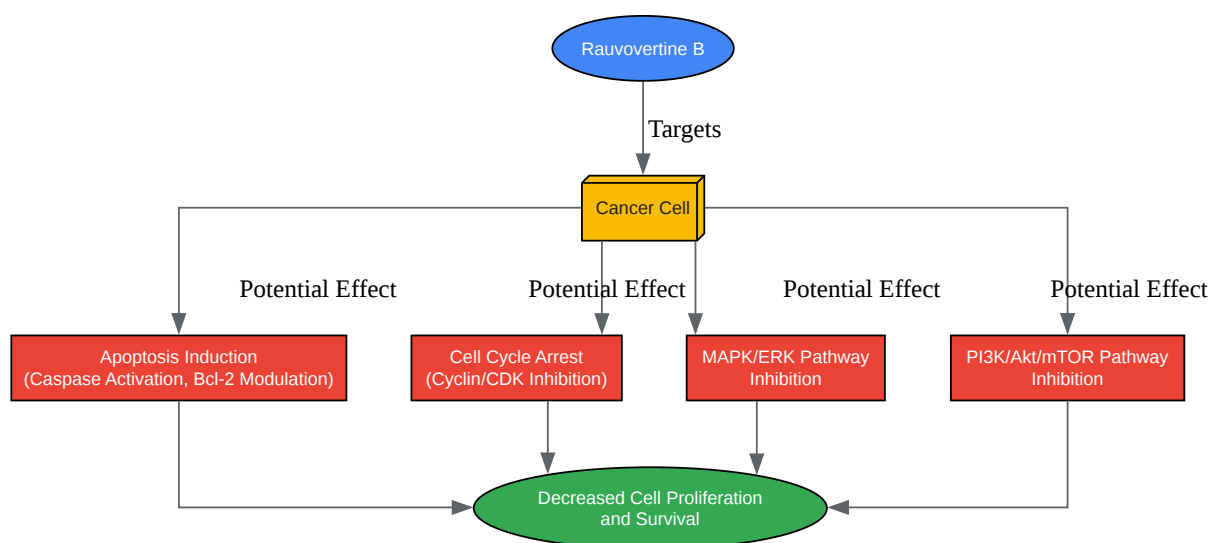 Rauvovertine B
Targets
Cancer Cell
Potential Effect
Potential Effect
Potential Effect
Potential Effect
Apoptosis Induction
(Caspase Activation, Bcl-2 Modulation)
Cell Cycle Arrest
(Cyclin/CDK Inhibition)
MAPK/ERK Pathway
Inhibition
PI3K/Akt/mTOR Pathway
Inhibition
Decreased Cell Proliferation
and Survival